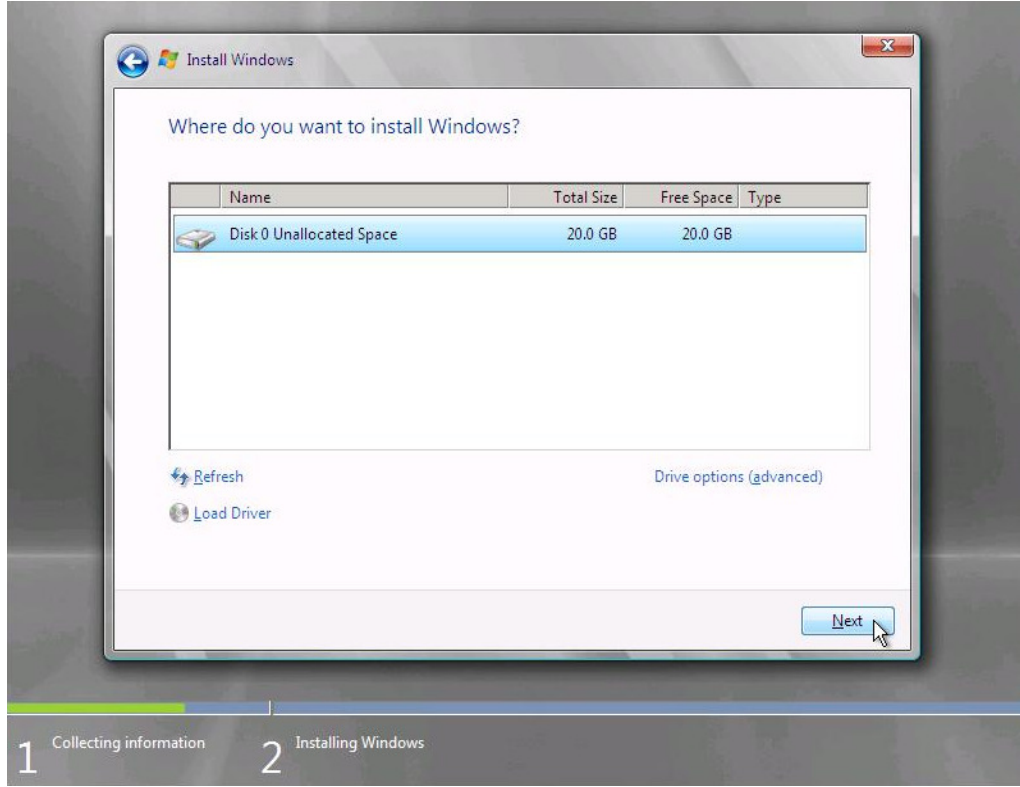 Install Windows
Where do you want to install Windows?
Name Total Size Free Space Type
Disk 0 Unallocated Space 20.0 GB 20.0 GB
Refresh Drive options (advanced)
Load Driver
Next
1 Collecting information 2 Installing Windows